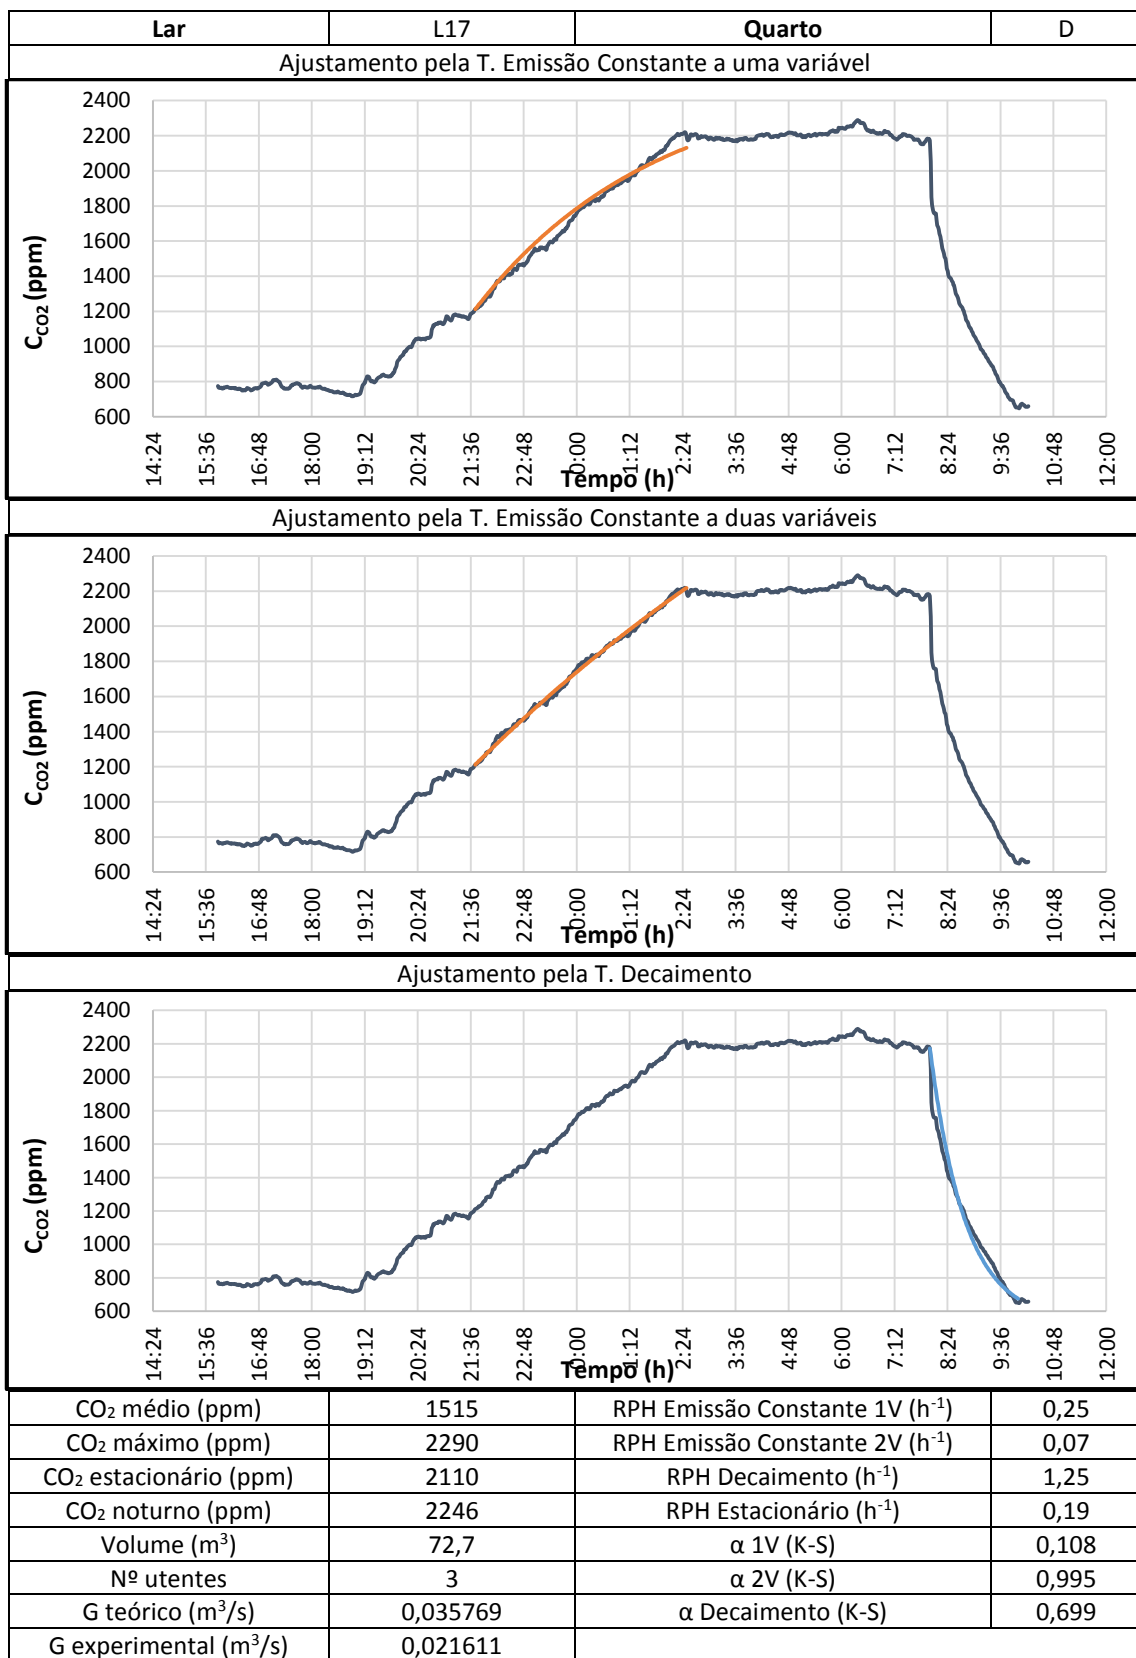 Lar L17 Quarto D
Ajustamento pela T. Emissão Constante a uma variável
2400
2200
2000
1800
1600
1400
1200
1000
800
600
C_CO2 (ppm)
14:24 15:36 16:48 18:00 19:12 20:24 21:36 22:48 0:00 1:12 2:24 3:36 4:48 6:00 7:12 8:24 9:36 10:48 12:00
Tempo (h)
Ajustamento pela T. Emissão Constante a duas variáveis
2400
2200
2000
1800
1600
1400
1200
1000
800
600
C_CO2 (ppm)
14:24 15:36 16:48 18:00 19:12 20:24 21:36 22:48 0:00 1:12 2:24 3:36 4:48 6:00 7:12 8:24 9:36 10:48 12:00
Tempo (h)
Ajustamento pela T. Decaimento
2400
2200
2000
1800
1600
1400
1200
1000
800
600
C_CO2 (ppm)
14:24 15:36 16:48 18:00 19:12 20:24 21:36 22:48 0:00 1:12 2:24 3:36 4:48 6:00 7:12 8:24 9:36 10:48 12:00
Tempo (h)
CO₂ médio (ppm) 1515 RPH Emissão Constante 1V (h⁻¹) 0,25
CO₂ máximo (ppm) 2290 RPH Emissão Constante 2V (h⁻¹) 0,07
CO₂ estacionário (ppm) 2110 RPH Decaimento (h⁻¹) 1,25
CO₂ noturno (ppm) 2246 RPH Estacionário (h⁻¹) 0,19
Volume (m³) 72,7 α 1V (K-S) 0,108
Nº utentes 3 α 2V (K-S) 0,995
G teórico (m³/s) 0,035769 α Decaimento (K-S) 0,699
G experimental (m³/s) 0,021611